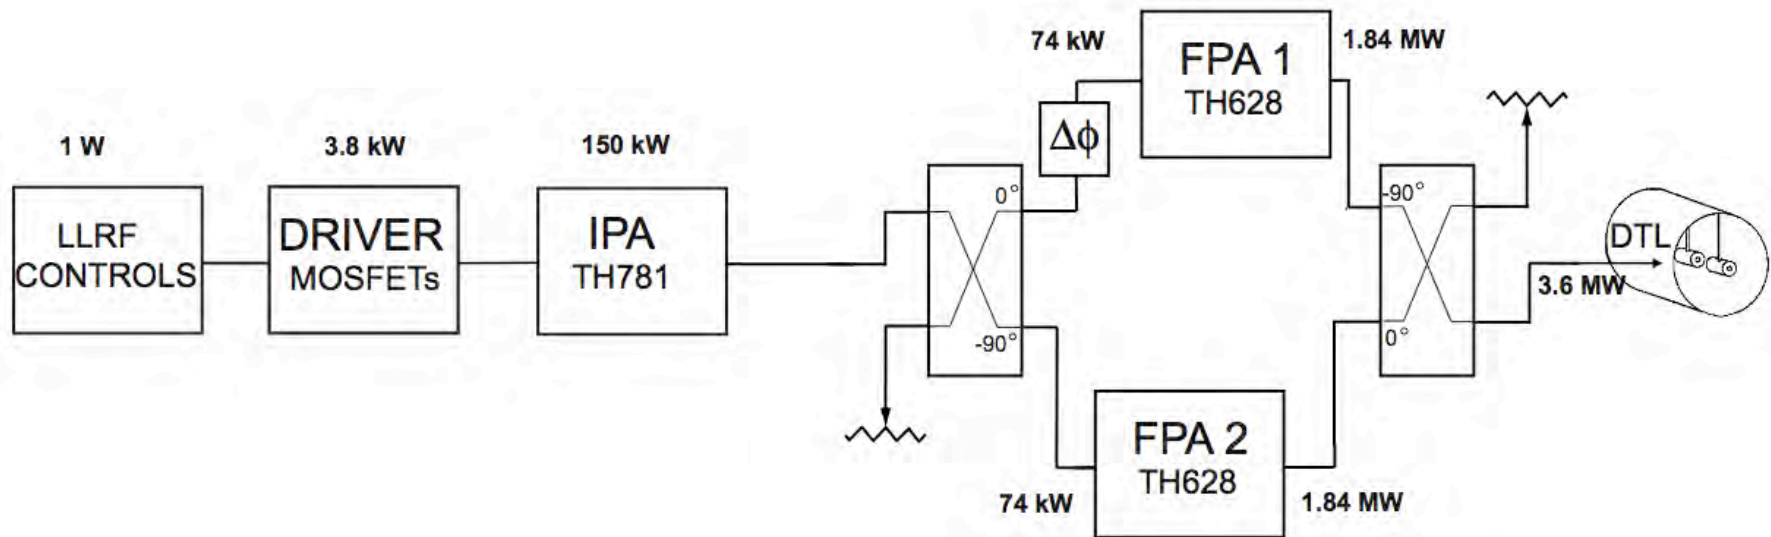 1 W
3.8 kW
150 kW
LLRF
CONTROLS
DRIVER
MOSFETs
IPA
TH781
0°
-90°
Δϕ
74 kW
FPA 1
TH628
1.84 MW
74 kW
FPA 2
TH628
1.84 MW
-90°
0°
DTL
3.6 MW